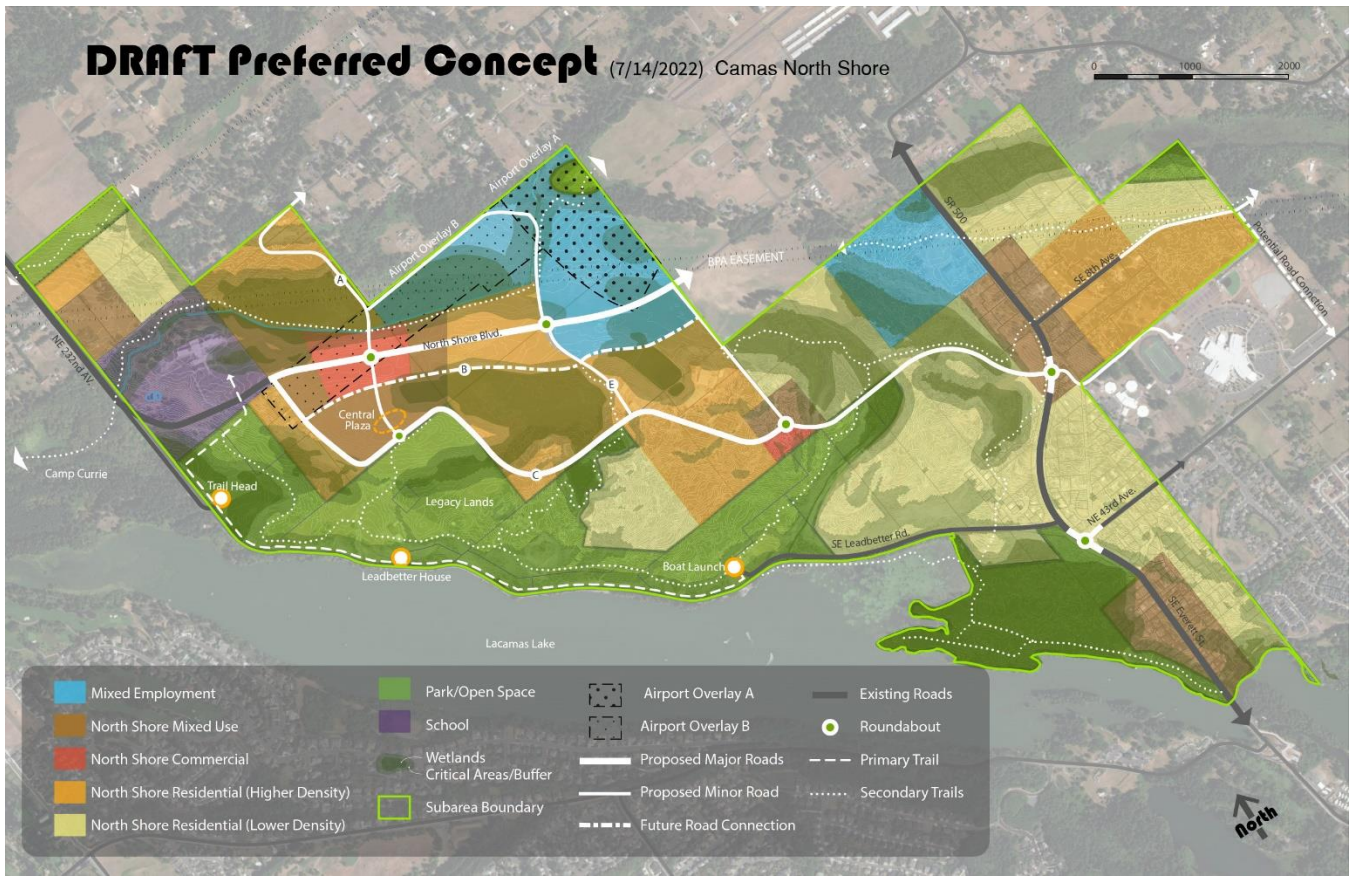 DRAFT Preferred Concept (7/14/2022) Camas North Shore
0 1000 2000
Airport Overlay A
Airport Overlay B
SR 500
BPA EASEMENT
SE 8th Ave.
Potential Road Connction
A
North Shore Blvd.
NE 232nd AV.
B
E
Central
Plaza
C
Camp Currie
Trail Head
Legacy Lands
NE 43rd Ave.
SE Leadbetter Rd.
Boat Launch
Leadbetter House
SE Everett St.
Lacamas Lake
Mixed Employment
North Shore Mixed Use
North Shore Commercial
North Shore Residential (Higher Density)
North Shore Residential (Lower Density)
Park/Open Space
School
Wetlands
Critical Areas/Buffer
Subarea Boundary
Airport Overlay A
Airport Overlay B
Proposed Major Roads
Proposed Minor Road
Future Road Connection
Existing Roads
Roundabout
Primary Trail
Secondary Trails
North